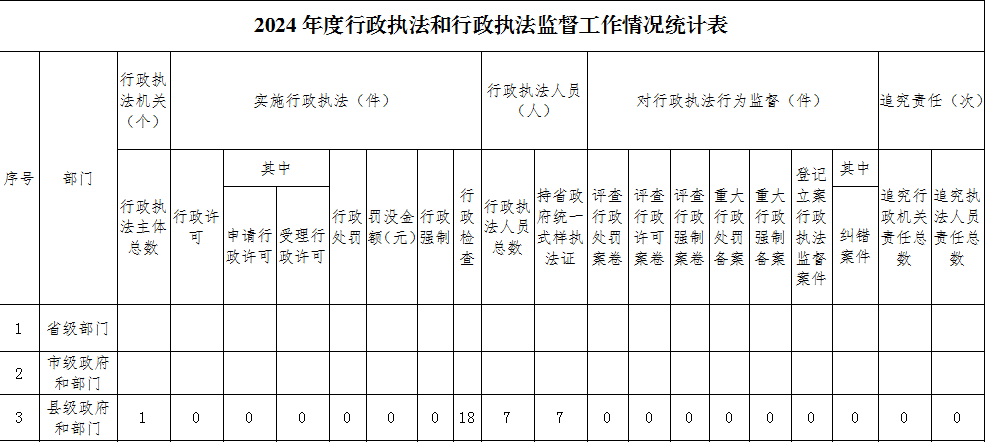 2024 年度行政执法和行政执法监督工作情况统计表
序号
部门
行政执
法机关
（个）
实施行政执法（件）
行政执法人员
（人）
对行政执法行为监督（件）
追究责任（次）
行政执
法主体
总数
行政许
可
其中
申请行
政许可
受理行
政许可
行政
处罚
罚没金
额（元）
行政
强制
行
政
检
查
行政执
法人员
总数
持省政
府统一
式样执
法证
评查
行政
处罚
案卷
评查
行政
许可
案卷
评查
行政
强制
案卷
重大
行政
处罚
备案
重大
行政
强制
备案
登记
立案
行政
执法
监督
案件
其中
纠错
案件
追究行
政机关
责任总
数
追究执
法人员
责任总
数
1
省级部门
2
市级政府
和部门
3
县级政府
和部门
1 0 0 0 0 0 0 18 7 7 0 0 0 0 0 0 0 0 0